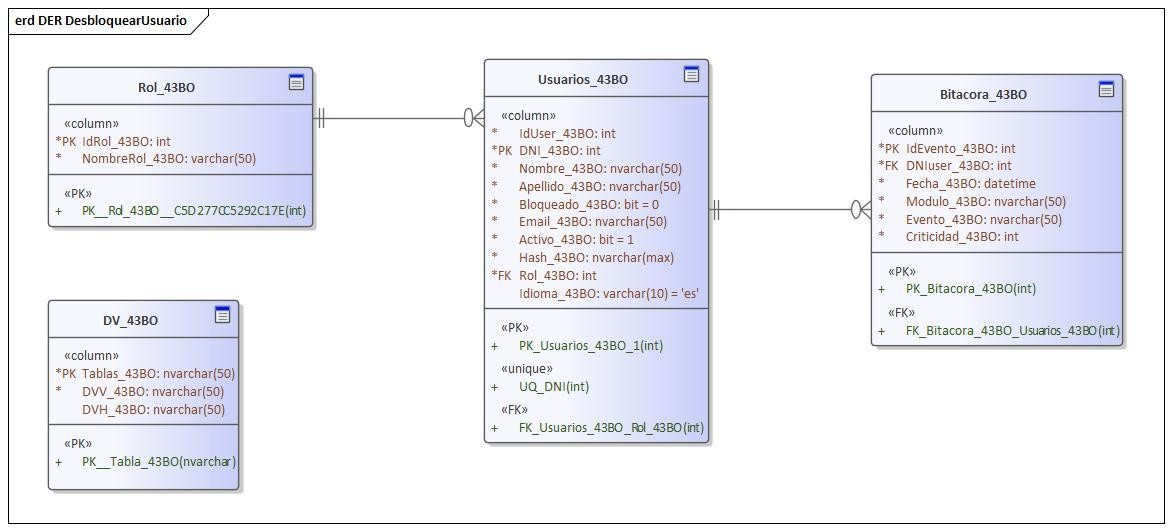 erd DER DesbloquearUsuario
Rol_43BO
«column»
*PK IdRol_43BO: int
* NombreRol_43BO: varchar(50)
«PK»
+ PK__Rol_43BO__C5D277CC5292C17E(int)
Usuarios_43BO
«column»
* IdUser_43BO: int
*PK DNI_43BO: int
* Nombre_43BO: nvarchar(50)
* Apellido_43BO: nvarchar(50)
* Bloqueado_43BO: bit = 0
* Email_43BO: nvarchar(50)
* Activo_43BO: bit = 1
* Hash_43BO: nvarchar(max)
*FK Rol_43BO: int
Idioma_43BO: varchar(10) = 'es'
«PK»
+ PK_Usuarios_43BO_1(int)
«unique»
+ UQ_DNI(int)
«FK»
+ FK_Usuarios_43BO_Rol_43BO(int)
Bitacora_43BO
«column»
*PK IdEvento_43BO: int
*FK DNIuser_43BO: int
* Fecha_43BO: datetime
* Modulo_43BO: nvarchar(50)
* Evento_43BO: nvarchar(50)
* Criticidad_43BO: int
«PK»
+ PK_Bitacora_43BO(int)
«FK»
+ FK_Bitacora_43BO_Usuarios_43BO(int)
DV_43BO
«column»
*PK Tablas_43BO: nvarchar(50)
* DVV_43BO: nvarchar(50)
DVH_43BO: nvarchar(50)
«PK»
+ PK__Tabla_43BO(nvarchar)